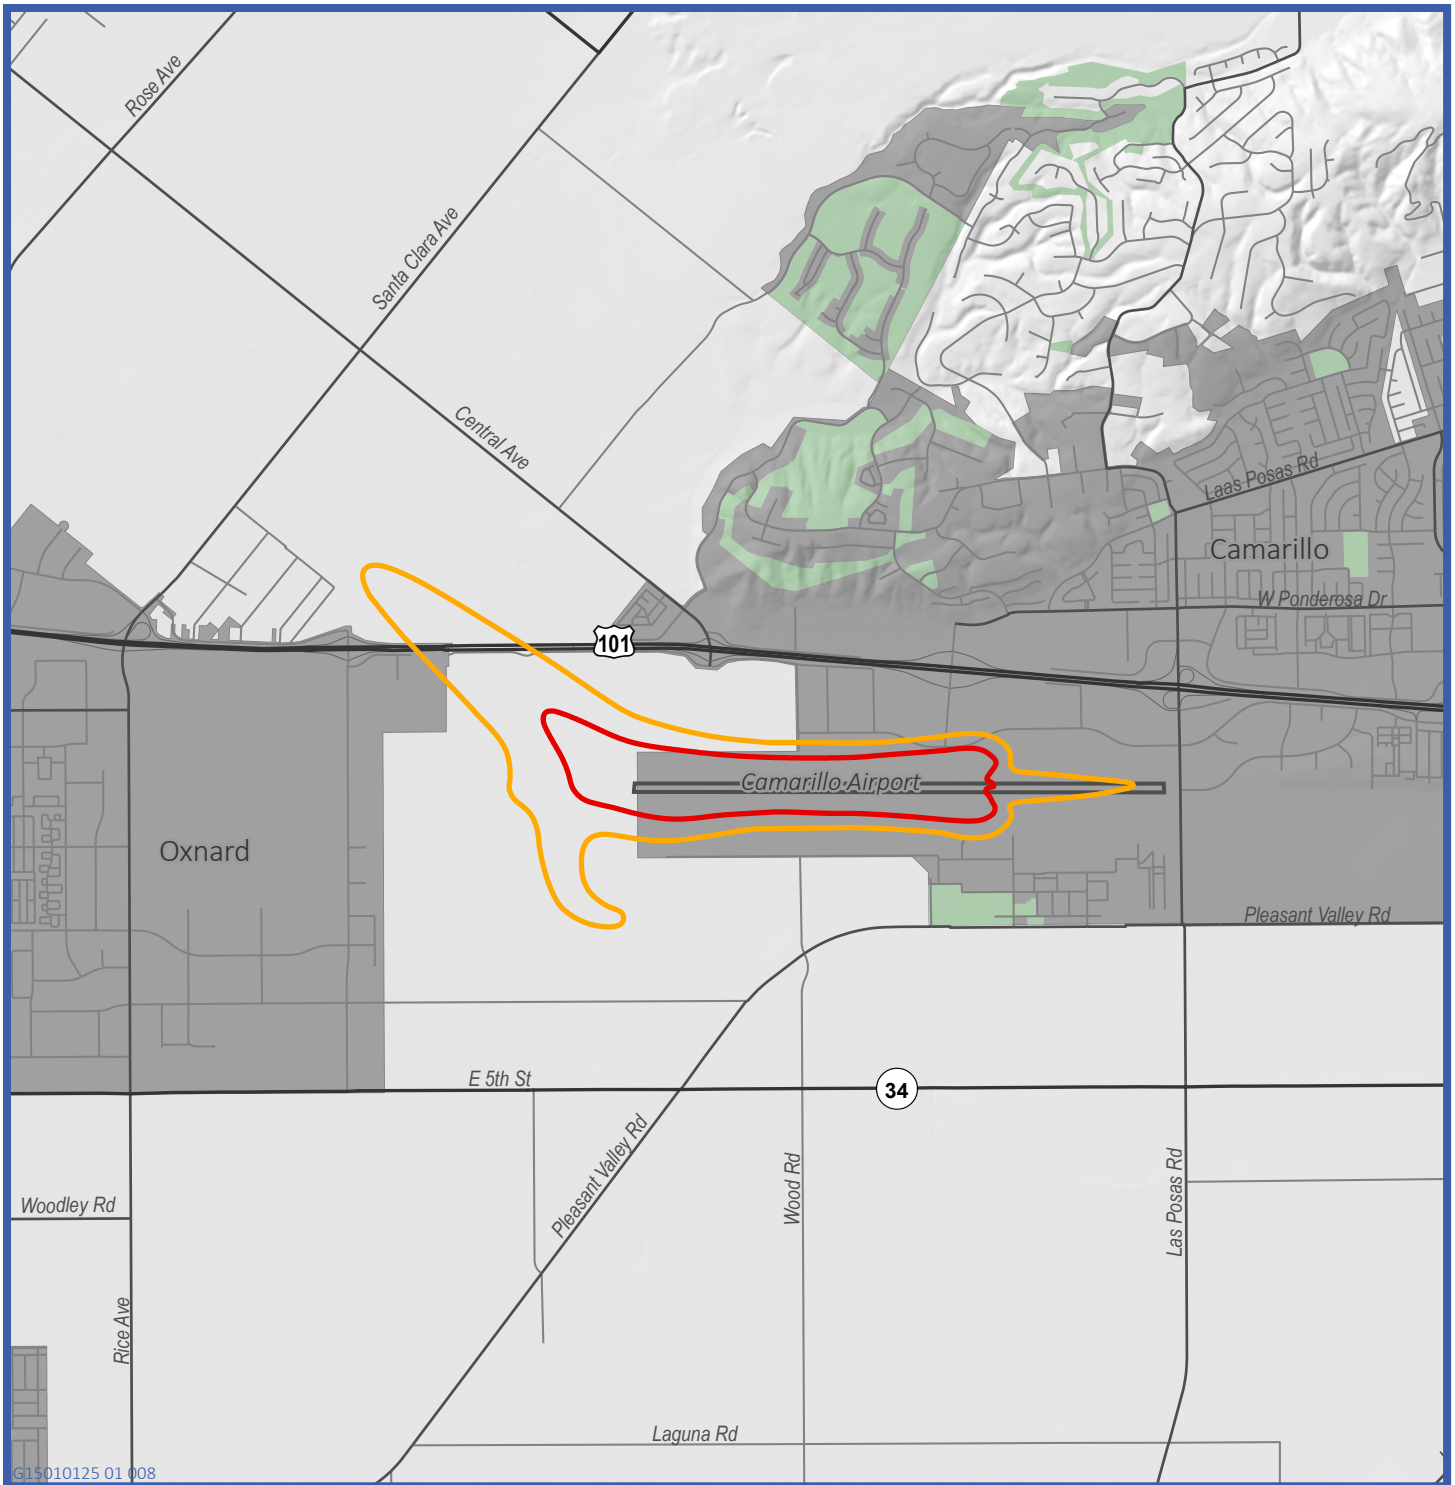 Rose Ave
Santa Clara Ave
Central Ave
Laas Posas Rd
Camarillo
W Ponderosa Dr
101
Camarillo Airport
Oxnard
Pleasant Valley Rd
E 5th St
34
Pleasant Valley Rd
Wood Rd
Las Posas Rd
Woodley Rd
Rice Ave
Laguna Rd
G15010125 01 008